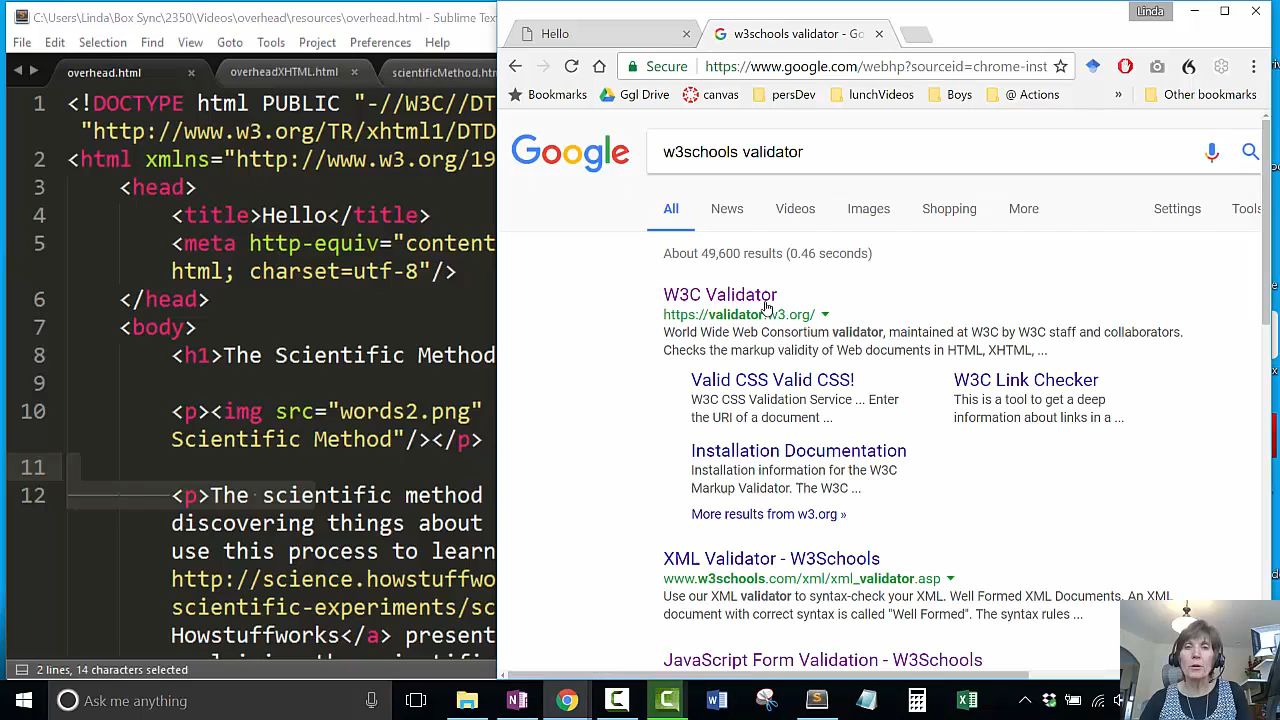 C:\Users\Linda\Box Sync\2350\Videos\overhead\resources\overhead.html - Sublime Tex
File Edit Selection Find View Goto Tools Project Preferences Help
overhead.html × overheadXHTML.html × scientificMethod.htm
1 <!DOCTYPE html PUBLIC "-//W3C//DT
"http://www.w3.org/TR/xhtml1/DTD
2 <html xmlns="http://www.w3.org/19
3 <head>
4 <title>Hello</title>
5 <meta http-equiv="content
html; charset=utf-8"/>
6 </head>
7 <body>
8 <h1>The Scientific Method
9
10 <p><img src="words2.png"
Scientific Method"/></p>
11
12 <p>The scientific method
discovering things about
use this process to learn
http://science.howstuffwo
scientific-experiments/sc
Howstuffworks</a> present
2 lines, 14 characters selected
Linda
Hello × w3schools validator - Go ×
Secure https://www.google.com/webhp?sourceid=chrome-inst
Bookmarks Ggl Drive canvas persDev lunchVideos Boys @ Actions » Other bookmarks
Google w3schools validator
All News Videos Images Shopping More Settings Tools
About 49,600 results (0.46 seconds)
W3C Validator
https://validator.w3.org/
World Wide Web Consortium validator, maintained at W3C by W3C staff and collaborators.
Checks the markup validity of Web documents in HTML, XHTML, ...
Valid CSS Valid CSS!
W3C CSS Validation Service ... Enter
the URI of a document ...
W3C Link Checker
This is a tool to get a deep
information about links in a ...
Installation Documentation
Installation information for the W3C
Markup Validator. The W3C ...
More results from w3.org »
XML Validator - W3Schools
www.w3schools.com/xml/xml_validator.asp
Use our XML validator to syntax-check your XML. Well Formed XML Documents. An XML
document with correct syntax is called "Well Formed". The syntax rules ...
JavaScript Form Validation - W3Schools
Ask me anything